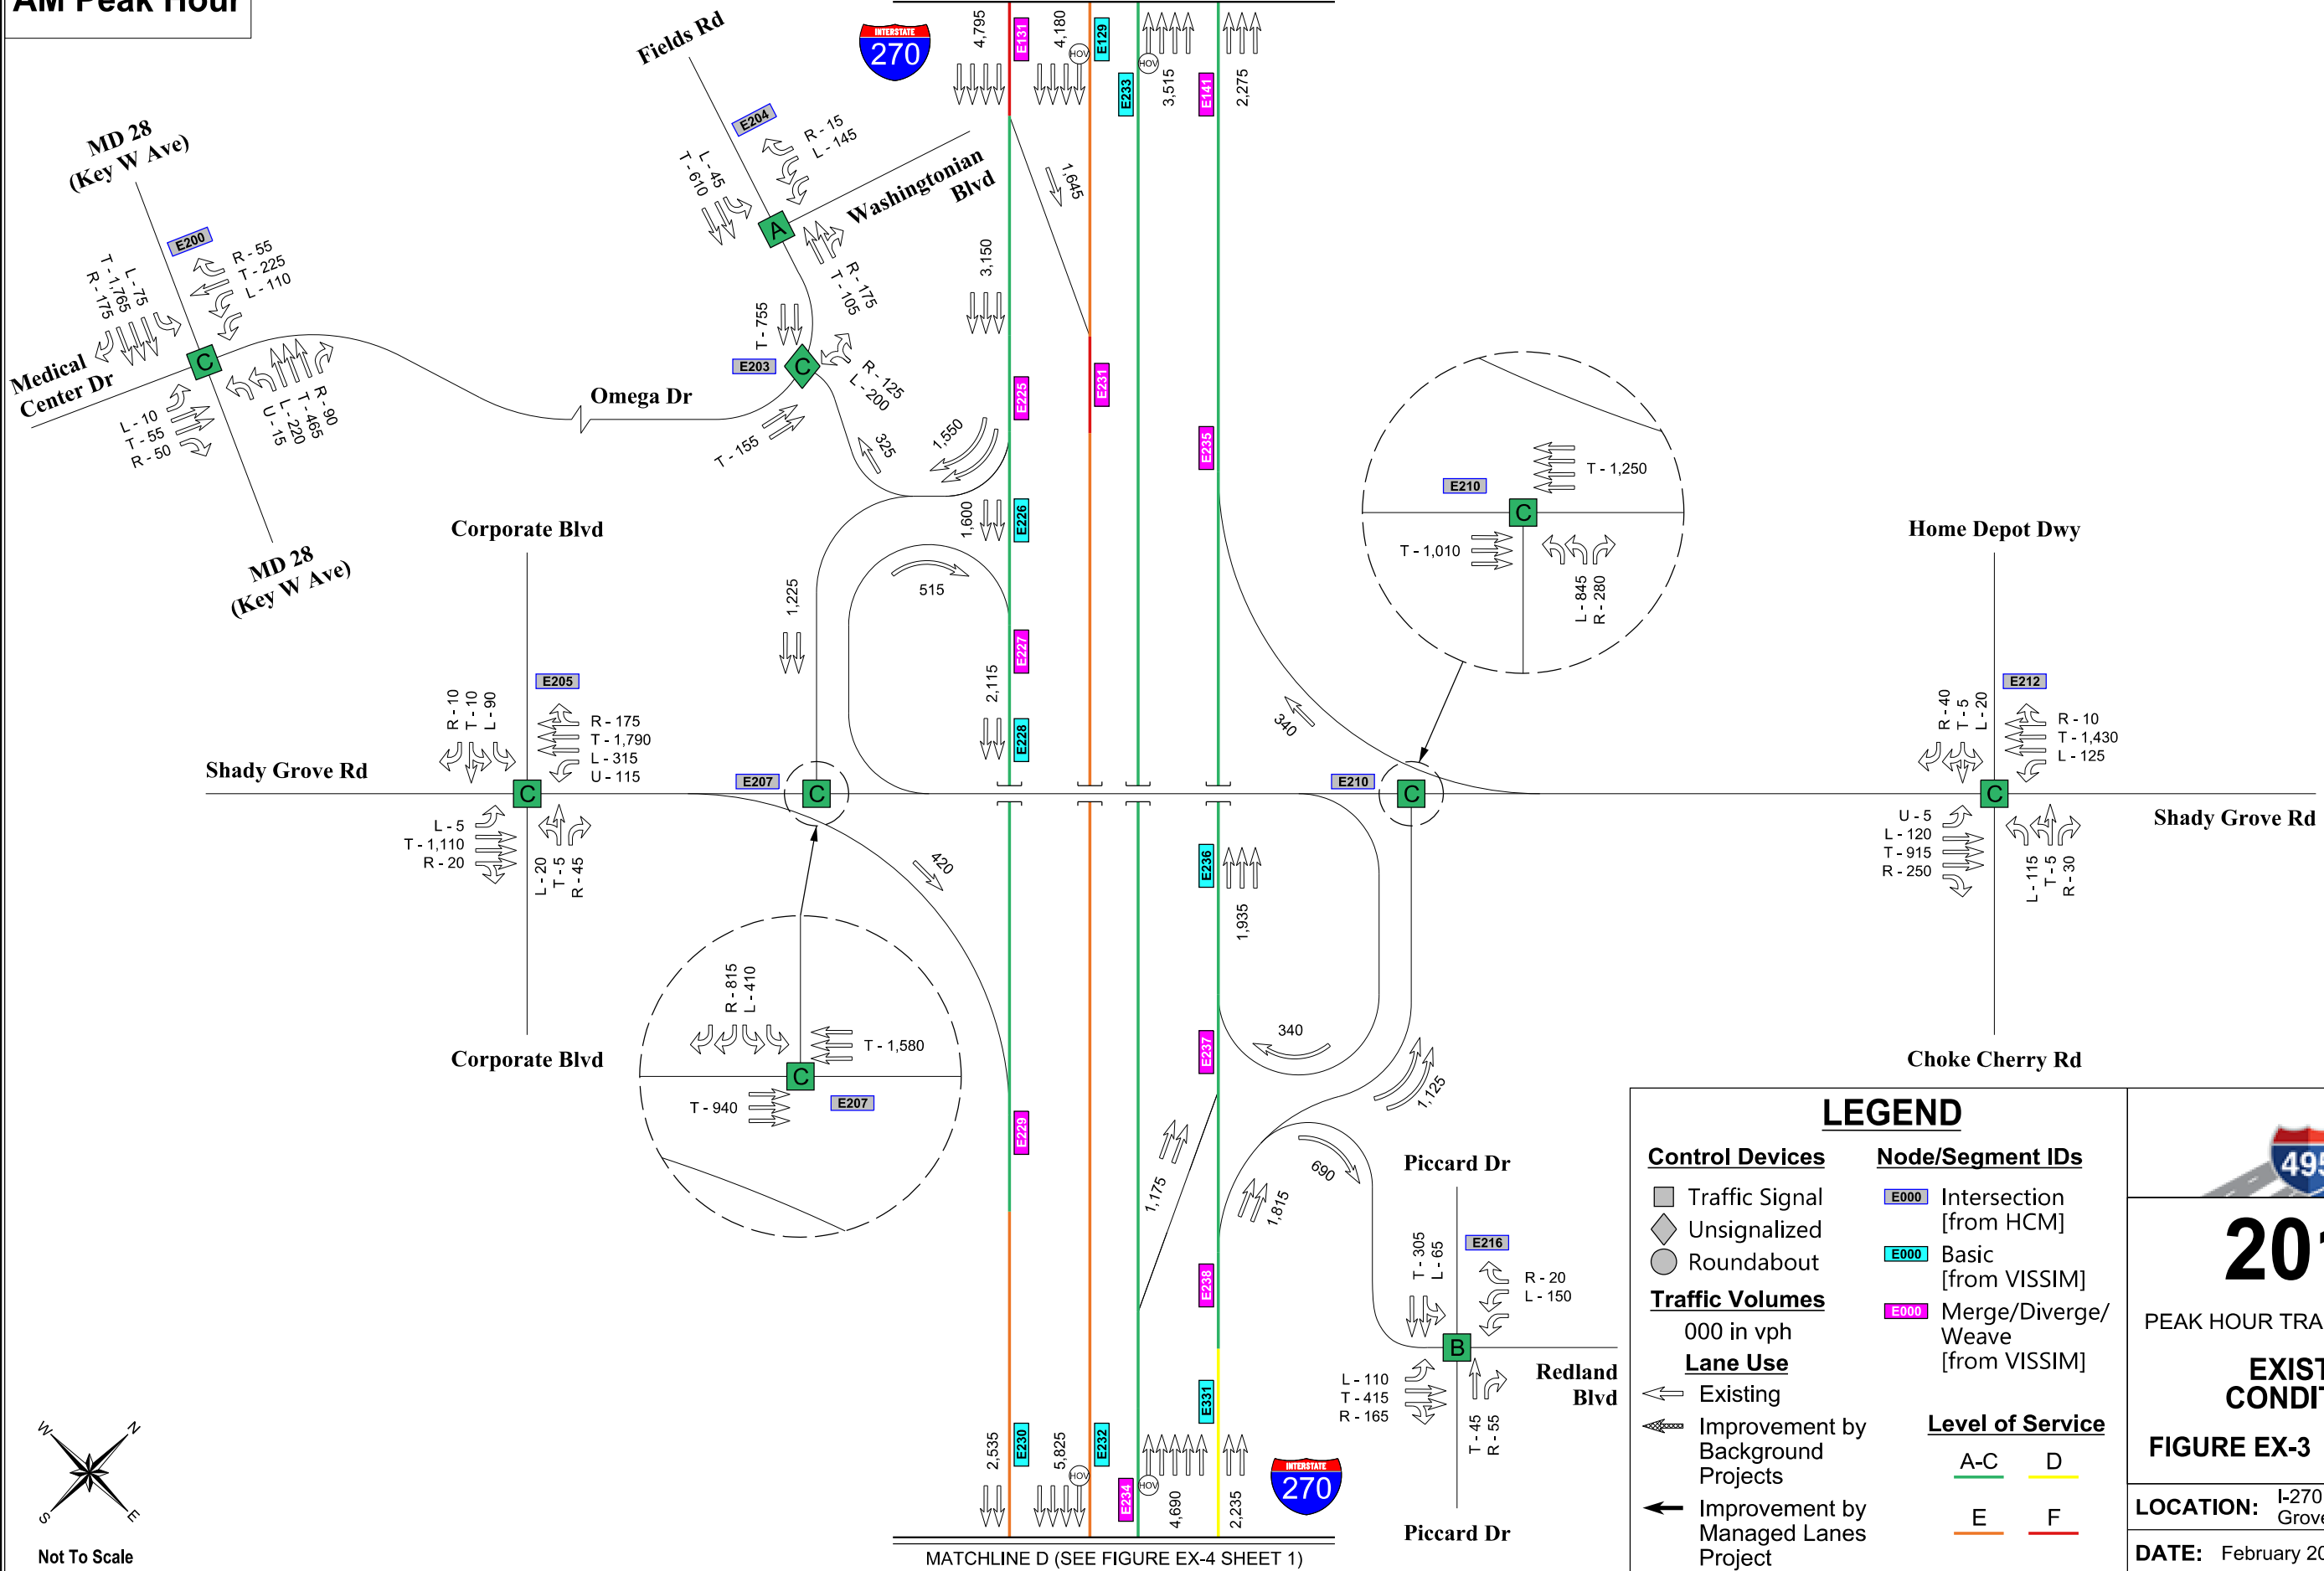 AM Peak Hour
INTERSTATE
270
4,795
E131
4,180
HOV
E129
E233
HOV
3,515
E141
2,275
Fields Rd
E204
R - 15
L - 145
L - 45
T - 610
A
Washingtonian
Blvd
R - 175
T - 105
1,645
3,150
MD 28
(Key W Ave)
E200
R - 55
T - 225
L - 110
L - 75
T - 1,765
R - 175
C
Medical
Center Dr
L - 10
T - 55
R - 50
R - 90
T - 465
L - 220
U - 15
MD 28
(Key W Ave)
Omega Dr
T - 755
E203
C
R - 125
L - 200
T - 155
325
1,550
E225
E231
E235
1,600
E226
515
1,225
E227
2,115
E228
340
E210
T - 1,250
C
T - 1,010
L - 845
R - 280
Corporate Blvd
E205
R - 10
T - 10
L - 90
R - 175
T - 1,790
L - 315
U - 115
Shady Grove Rd
C
L - 5
T - 1,110
R - 20
L - 20
T - 5
R - 45
Corporate Blvd
E207
C
420
R - 815
L - 410
T - 1,580
C
T - 940
E207
E210
C
Home Depot Dwy
E212
R - 40
T - 5
L - 20
R - 10
T - 1,430
L - 125
C
Shady Grove Rd
U - 5
L - 120
T - 915
R - 250
L - 115
T - 5
R - 30
Choke Cherry Rd
E236
1,935
E237
340
1,125
E229
1,175
690
1,815
E238
Piccard Dr
T - 305
L - 65
E216
R - 20
L - 150
B
Redland
Blvd
L - 110
T - 415
R - 165
T - 45
R - 55
Piccard Dr
2,535
E230
5,825
HOV
E232
E234
HOV
4,690
E331
2,235
INTERSTATE
270
MATCHLINE D (SEE FIGURE EX-4 SHEET 1)
W
N
S
E
Not To Scale
LEGEND
Control Devices
Traffic Signal
Unsignalized
Roundabout
Traffic Volumes
000 in vph
Lane Use
Existing
Improvement by
Background
Projects
Improvement by
Managed Lanes
Project
Node/Segment IDs
E000 Intersection
[from HCM]
E000 Basic
[from VISSIM]
E000 Merge/Diverge/
Weave
[from VISSIM]
Level of Service
A-C D
E F
495
PEAK HOUR
FIGURE EX-3
LOCATION: I-270
DATE: February